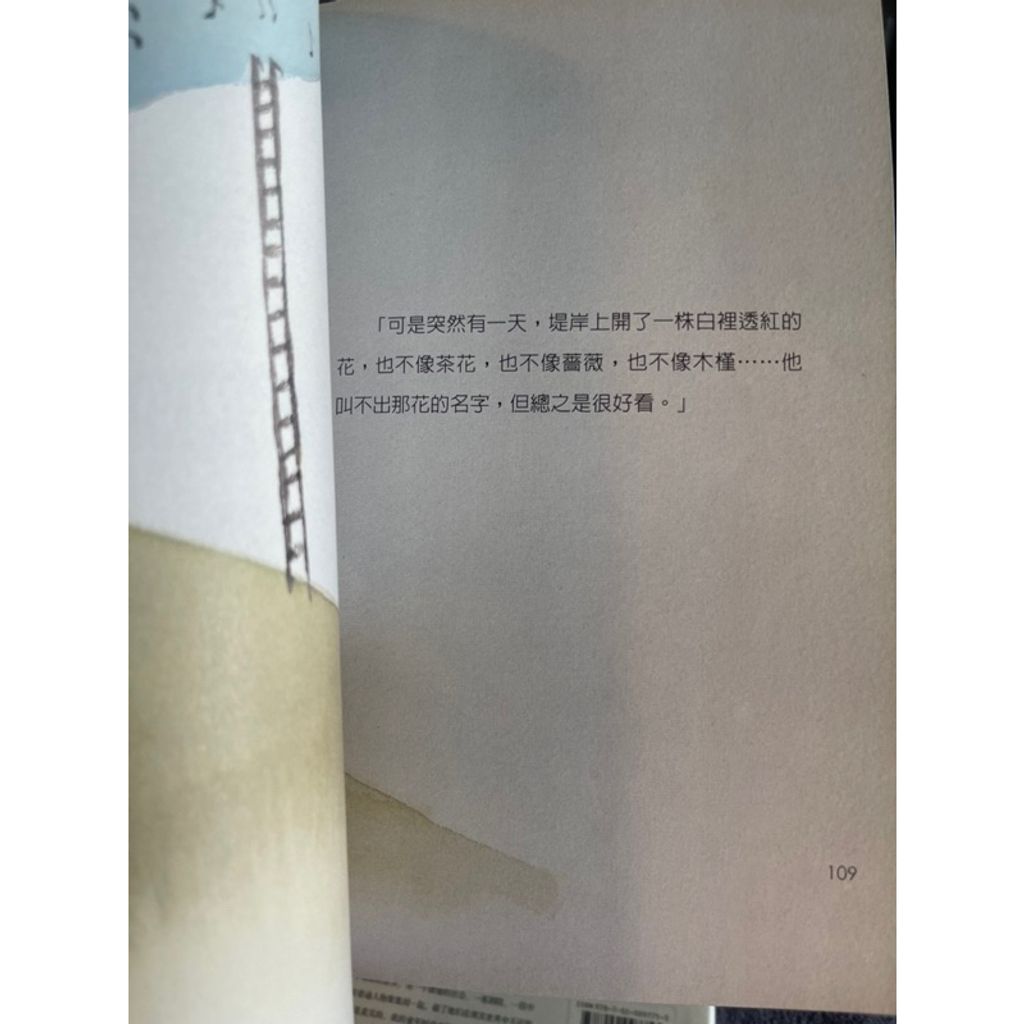 「可是突然有一天，堤岸上開了一株白裡透紅的
花，也不像茶花，也不像薔薇，也不像木槿⋯⋯他
叫不出那花的名字，但總之是很好看。」
109